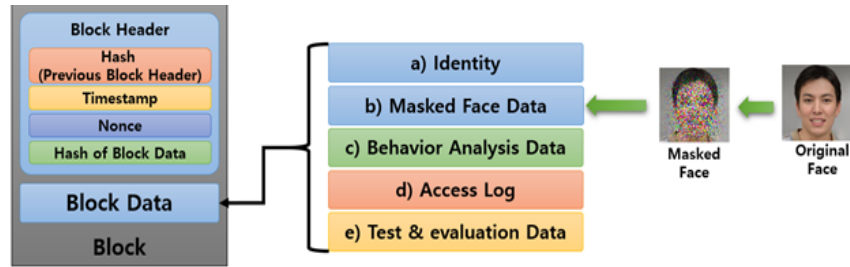 Block Header
Hash
(Previous Block Header)
Timestamp
Nonce
Hash of Block Data
Block Data
Block
a) Identity
b) Masked Face Data
c) Behavior Analysis Data
d) Access Log
e) Test & evaluation Data
Masked
Face
Original
Face